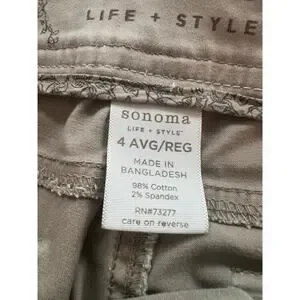 LIFE + STYLE
sonoma
LIFE + STYLE™
4 AVG/REG
MADE IN
BANGLADESH
98% Cotton
2% Spandex
RN#73277
care on reverse